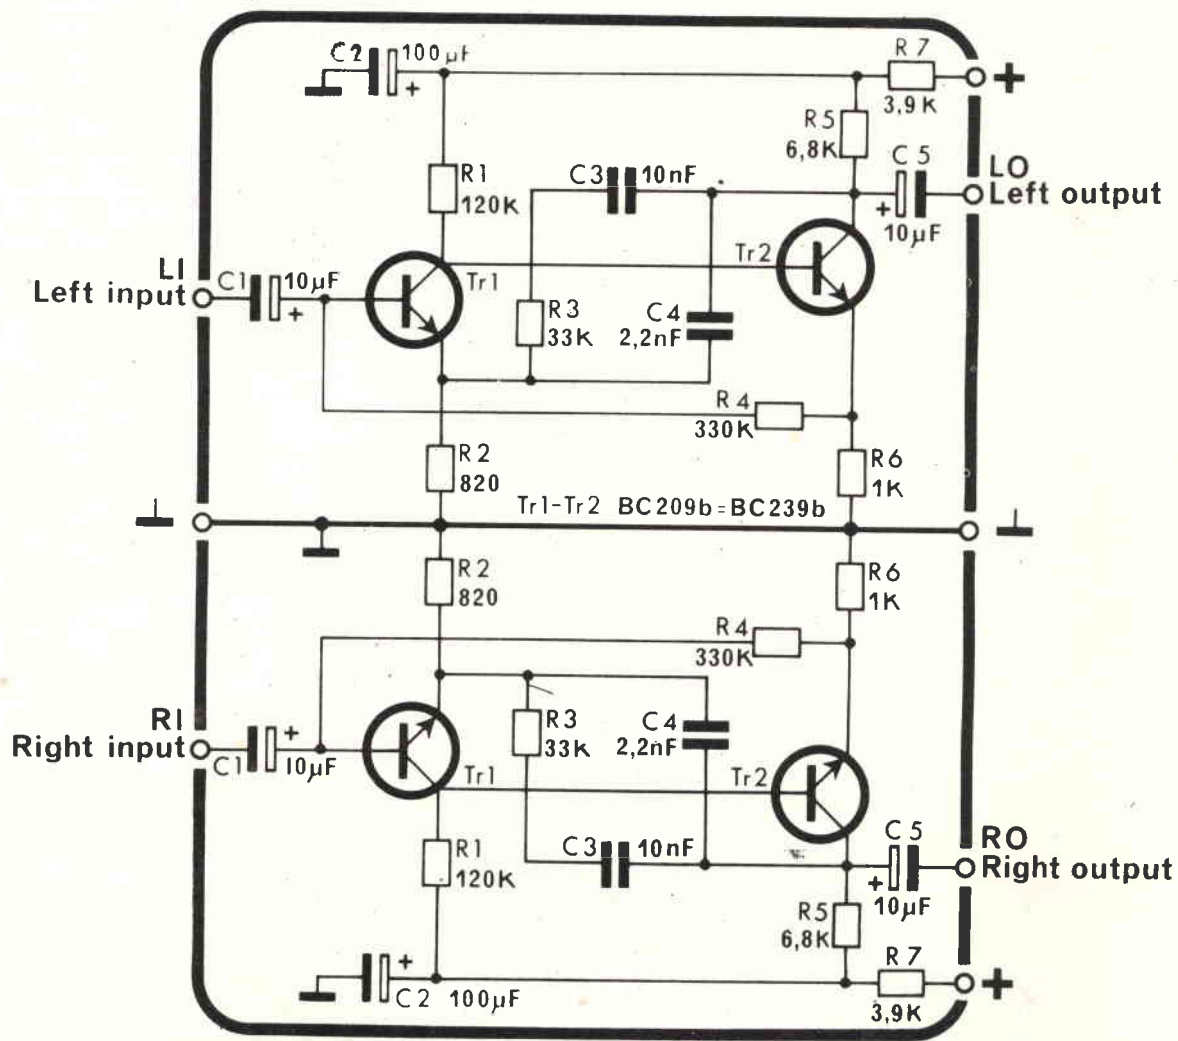 C2 100µF
+
R7
3,9K
+
R5
6,8K
C5
+
10µF
LO
Left output
R1
120K
C3 10nF
Tr1
Tr2
LI
Left input
C1 10µF
+
R3
33K
C4
2,2nF
R4
330K
R2
820
R6
1K
Tr1-Tr2 BC209b=BC239b
R2
820
R6
1K
R4
330K
RI
Right input
C1
+
10µF
R3
33K
C4
2,2nF
Tr1
Tr2
R1
120K
C3 10nF
C5
+
10µF
RO
Right output
R5
6,8K
+
C2 100µF
R7
3,9K
+